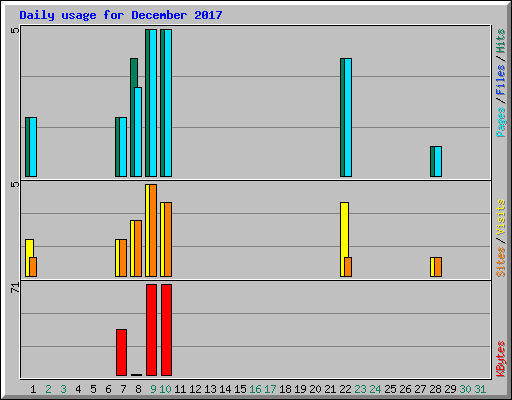 Daily usage for December 2017
5
Pages / Files / Hits
5
Sites / Visits
71
KBytes
1 2 3 4 5 6 7 8 9 10 11 12 13 14 15 16 17 18 19 20 21 22 23 24 25 26 27 28 29 30 31